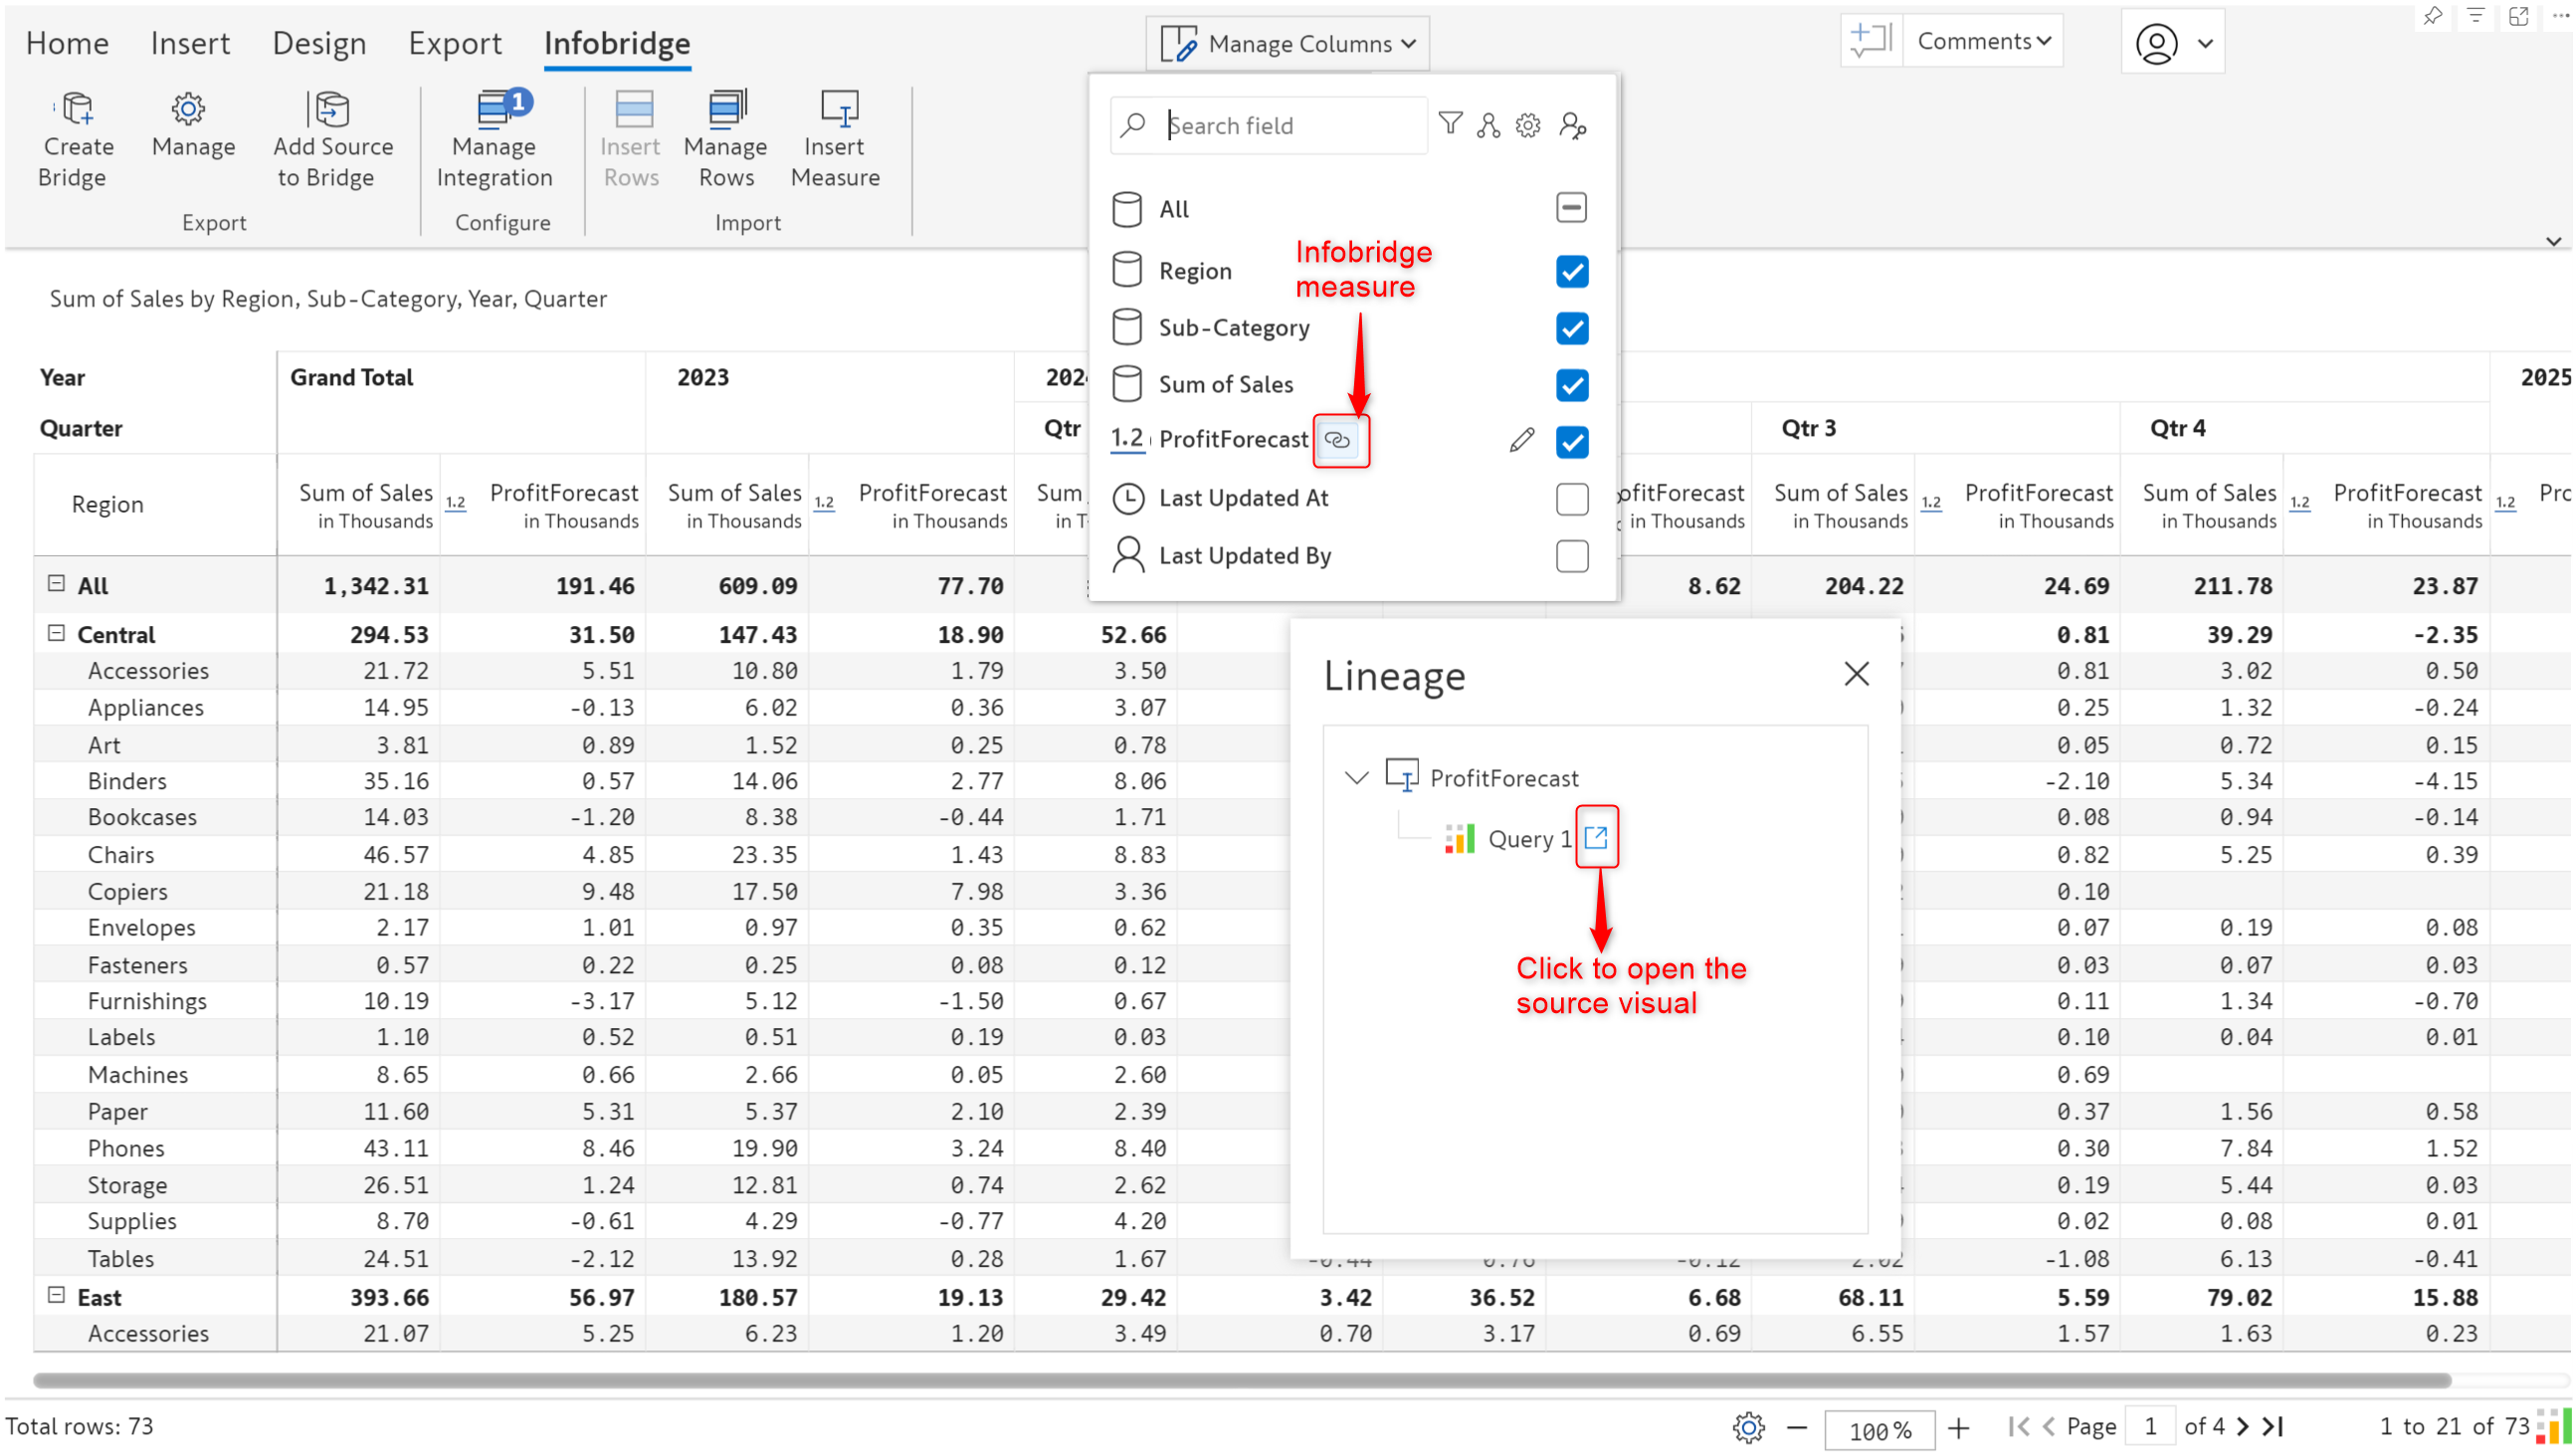 Home Insert Design Export Infobridge Manage Columns Comments
Create Bridge Manage Add Source to Bridge Manage Integration 1 Insert Rows Manage Rows Insert Measure
Export Configure Import
Search field
All
Region
Sub-Category
Sum of Sales
1.2 ProfitForecast
Last Updated At
Last Updated By
Infobridge
measure
Sum of Sales by Region, Sub-Category, Year, Quarter
Year Grand Total 2023 2025
Quarter Qtr Qtr 3 Qtr 4
Region Sum of Sales 1.2 ProfitForecast Sum of Sales 1.2 ProfitForecast Sum Sum of Sales 1.2 ProfitForecast Sum of Sales 1.2 ProfitForecast 1.2
in Thousands in Thousands in Thousands in Thousands in Thousands in Thousands in Thousands in Thousands in Thousands
All 1,342.31 191.46 609.09 77.70 8.62 204.22 24.69 211.78 23.87
Central 294.53 31.50 147.43 18.90 52.66 0.81 39.29 -2.35
Accessories 21.72 5.51 10.80 1.79 3.50 0.81 3.02 0.50
Appliances 14.95 -0.13 6.02 0.36 3.07 0.25 1.32 -0.24
Art 3.81 0.89 1.52 0.25 0.78 0.05 0.72 0.15
Binders 35.16 0.57 14.06 2.77 8.06 -2.10 5.34 -4.15
Bookcases 14.03 -1.20 8.38 -0.44 1.71 0.08 0.94 -0.14
Chairs 46.57 4.85 23.35 1.43 8.83 0.82 5.25 0.39
Copiers 21.18 9.48 17.50 7.98 3.36 0.10
Envelopes 2.17 1.01 0.97 0.35 0.62 0.07 0.19 0.08
Fasteners 0.57 0.22 0.25 0.08 0.12 0.03 0.07 0.03
Furnishings 10.19 -3.17 5.12 -1.50 0.67 0.11 1.34 -0.70
Labels 1.10 0.52 0.51 0.19 0.03 0.10 0.04 0.01
Machines 8.65 0.66 2.66 0.05 2.60 0.69
Paper 11.60 5.31 5.37 2.10 2.39 0.37 1.56 0.58
Phones 43.11 8.46 19.90 3.24 8.40 0.30 7.84 1.52
Storage 26.51 1.24 12.81 0.74 2.62 0.19 5.44 0.03
Supplies 8.70 -0.61 4.29 -0.77 4.20 0.02 0.08 0.01
Tables 24.51 -2.12 13.92 0.28 1.67 -1.08 6.13 -0.41
East 393.66 56.97 180.57 19.13 29.42 3.42 36.52 6.68 68.11 5.59 79.02 15.88
Accessories 21.07 5.25 6.23 1.20 3.49 0.70 3.17 0.69 6.55 1.57 1.63 0.23
Lineage
ProfitForecast
Query 1
Click to open the
source visual
Total rows: 73 100 % Page 1 of 4 1 to 21 of 73